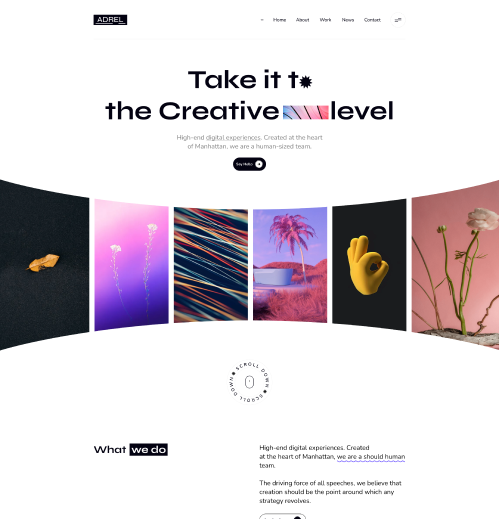 ADREL
Home About Work News Contact
Take it t
the Creative level
High-end digital experiences. Created at the heart
of Manhattan, we are a human-sized team.
Say Hello
SCROLL DOWN SCROLL DOWN
What we do
High-end digital experiences. Created
at the heart of Manhattan, we are a should human
team.
The driving force of all speeches, we believe that
creation should be the point around which any
strategy revolves.